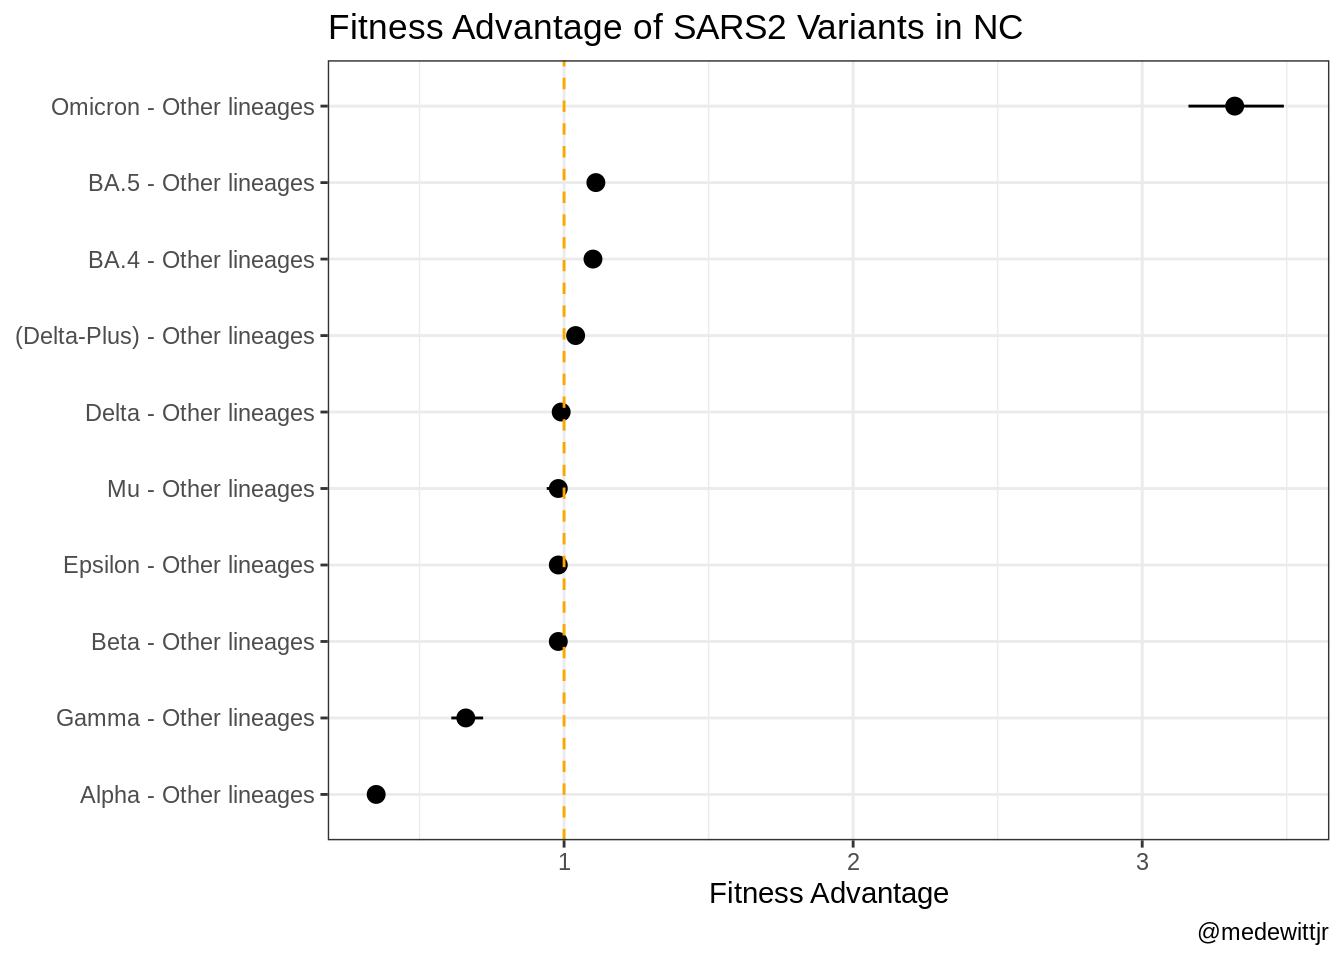 Fitness Advantage of SARS2 Variants in NC
Omicron - Other lineages
BA.5 - Other lineages
BA.4 - Other lineages
(Delta-Plus) - Other lineages
Delta - Other lineages
Mu - Other lineages
Epsilon - Other lineages
Beta - Other lineages
Gamma - Other lineages
Alpha - Other lineages
1 2 3
Fitness Advantage
@medewittjr